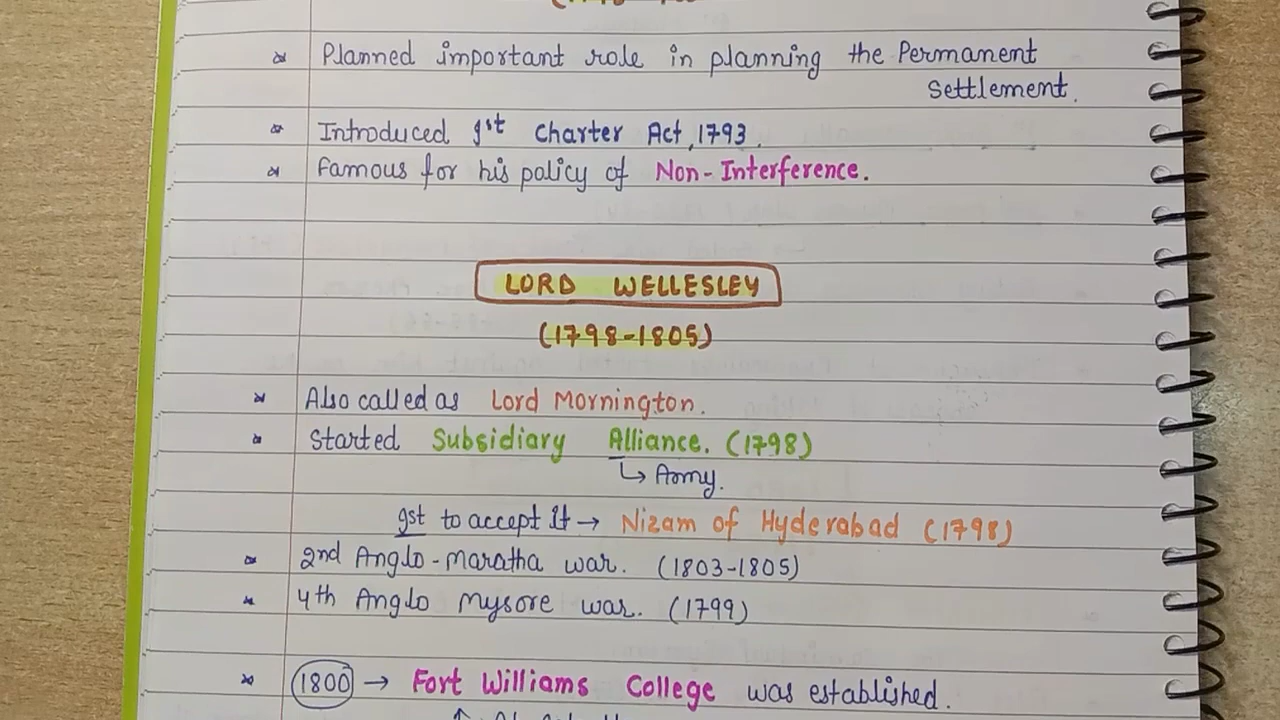 Planned important role in planning the Permanent
Settlement.
Introduced 1st Charter Act, 1793.
Famous for his policy of Non-Interference.
LORD WELLESLEY
(1798-1805)
Also called as Lord Mornington.
Started Subsidiary Alliance. (1798)
↳ Army.
1st to accept it → Nizam of Hyderabad (1798)
2nd Anglo-Maratha war. (1803-1805)
4th Anglo Mysore war. (1799)
1800 → Fort Williams College was established.